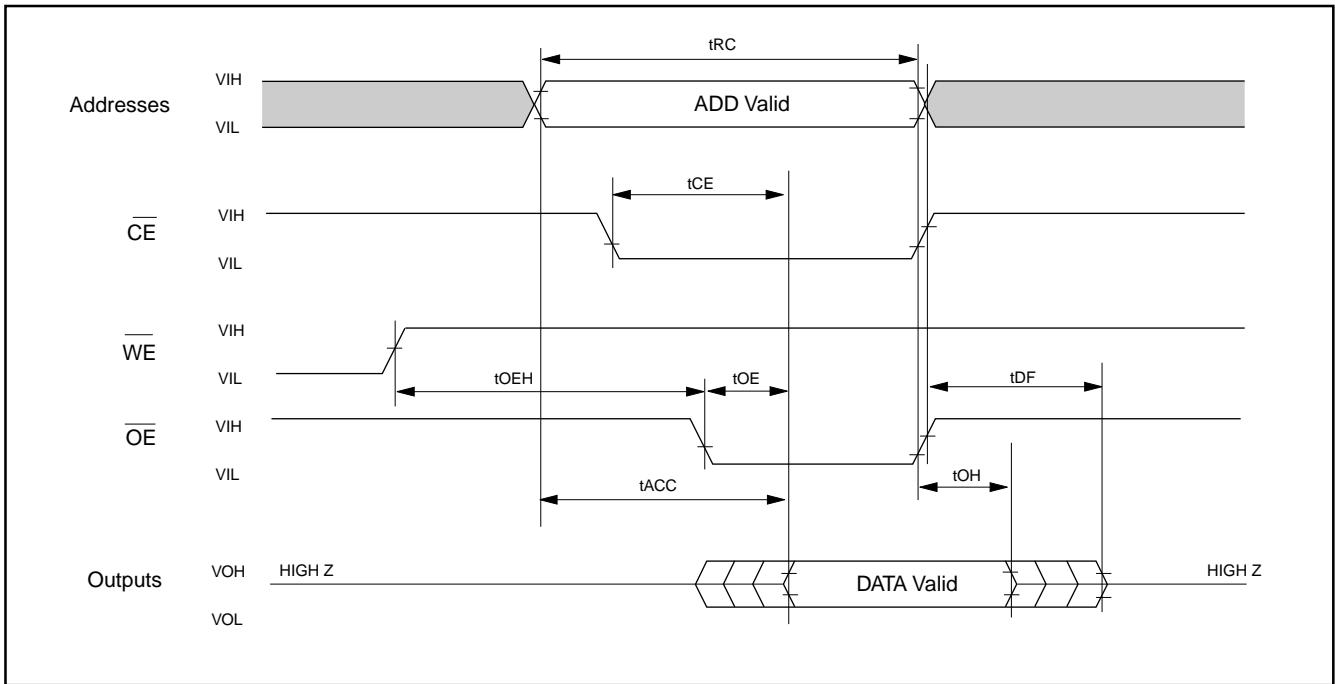 tRC
VIH
Addresses
ADD Valid
VIL
tCE
VIH
CE
VIL
VIH
WE
VIL
tOEH
tOE
tDF
VIH
OE
VIL
tACC
tOH
Outputs
VOH
HIGH Z
DATA Valid
HIGH Z
VOL